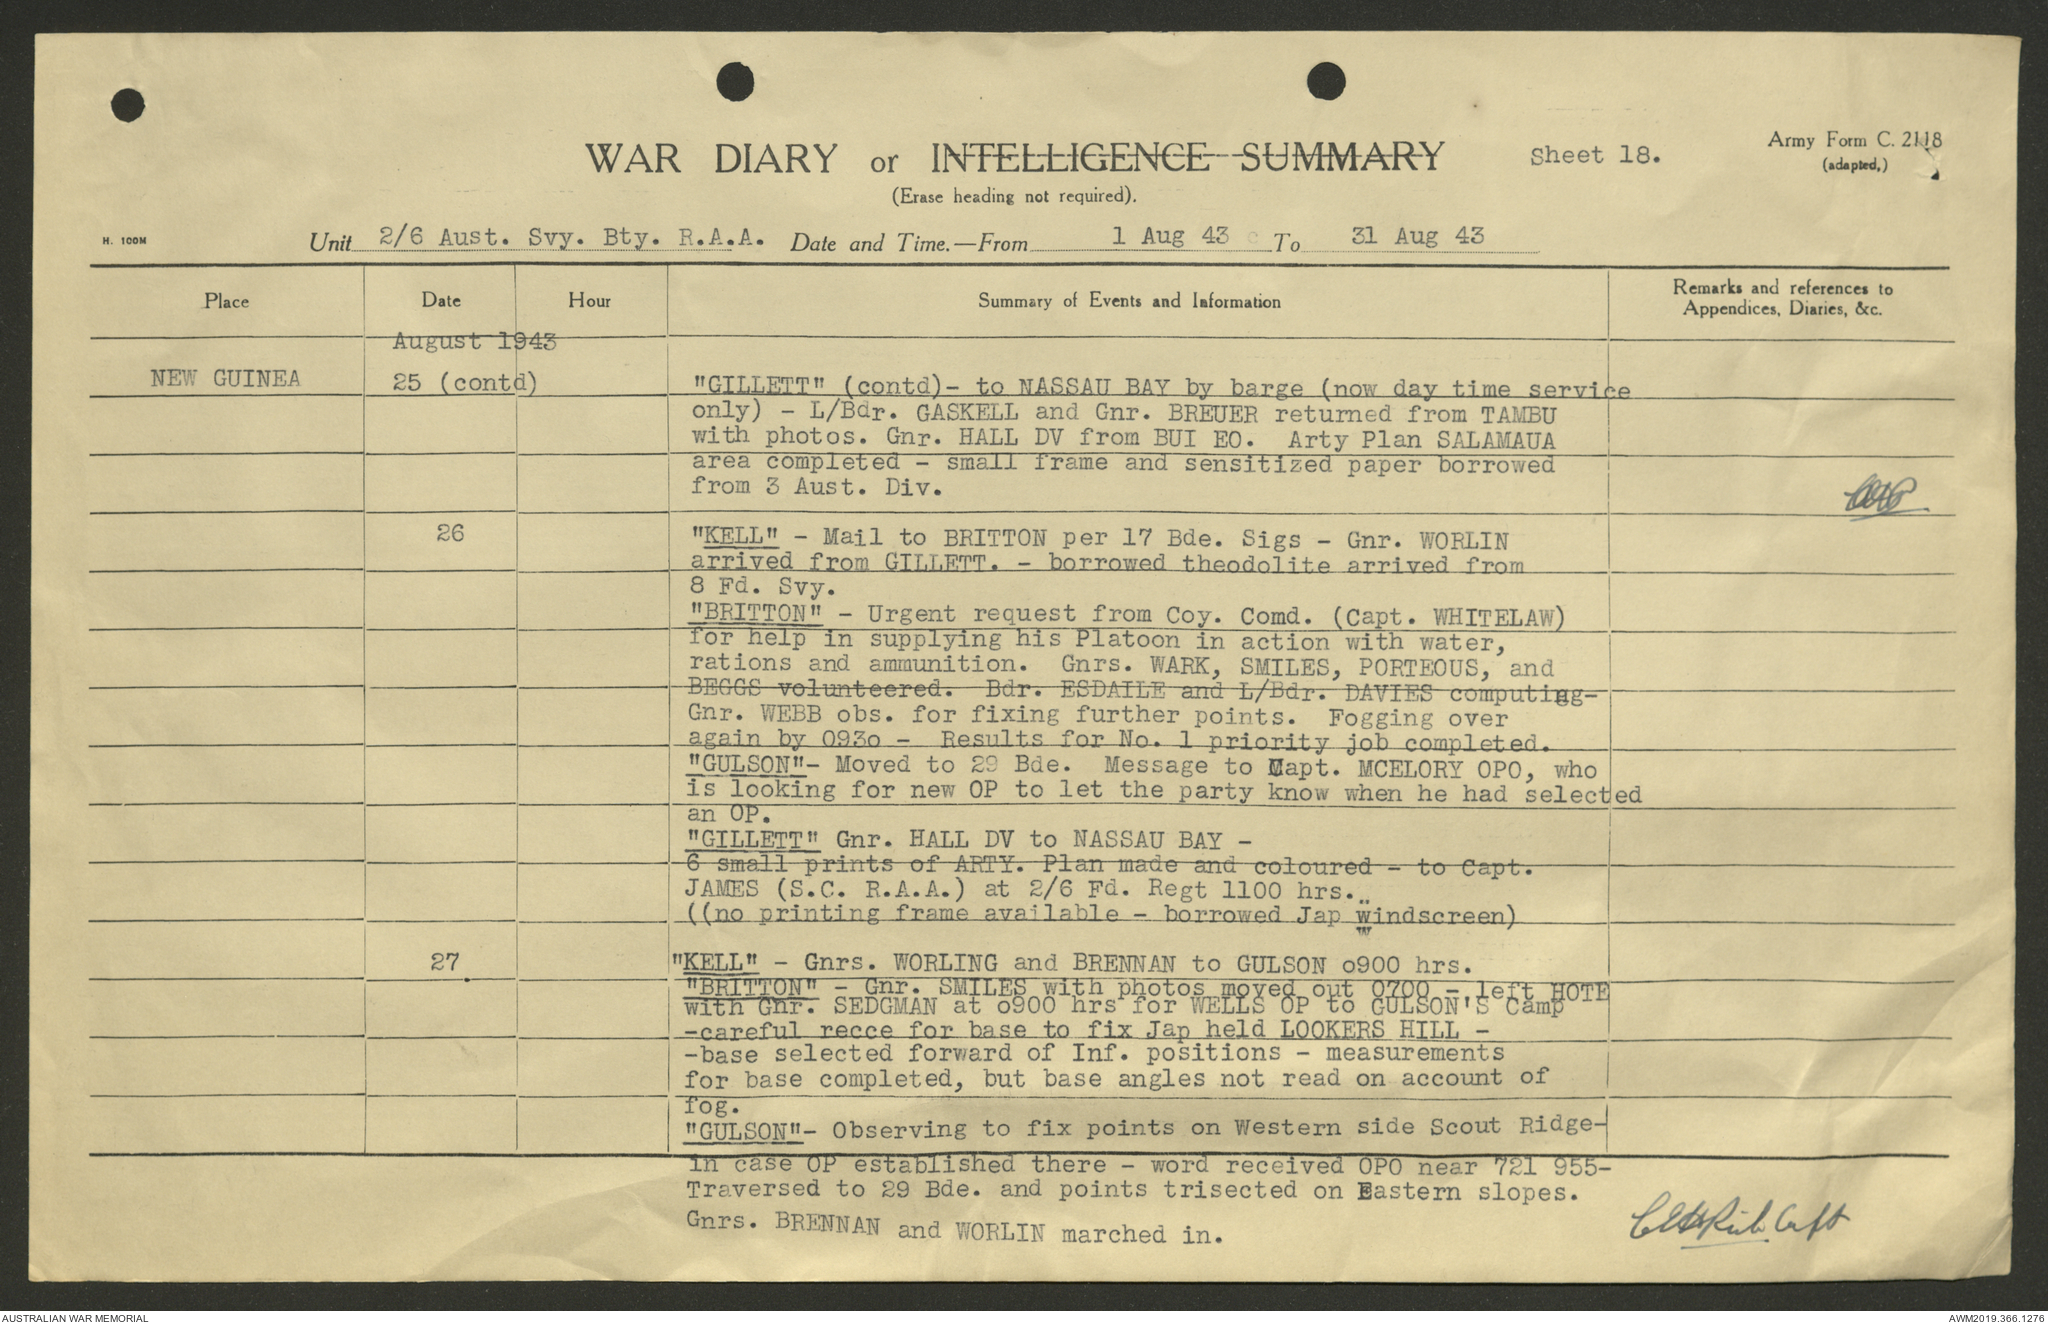 WAR DIARY or INTELLIGENCE SUMMARY
Sheet 18.
Army Form C. 2118
(adapted,)
(Erase heading not required).
H. 100M
Unit 2/6 Aust. Svy. Bty. R.A.A. Date and Time.—From 1 Aug 43 To 31 Aug 43
Place Date Hour Summary of Events and Information Remarks and references to
Appendices, Diaries, &c.
August 1943
NEW GUINEA 25 (contd) "GILLETT" (contd)- to NASSAU BAY by barge (now day time service
only) - L/Bdr. GASKELL and Gnr. BREUER returned from TAMBU
with photos. Gnr. HALL DV from BUI EO. Arty Plan SALAMAUA
area completed - small frame and sensitized paper borrowed
from 3 Aust. Div.
26 "KELL" - Mail to BRITTON per 17 Bde. Sigs - Gnr. WORLIN
arrived from GILLETT. - borrowed theodolite arrived from
8 Fd. Svy.
"BRITTON" - Urgent request from Coy. Comd. (Capt. WHITELAW)
for help in supplying his Platoon in action with water,
rations and ammunition. Gnrs. WARK, SMILES, PORTEOUS, and
BEGGS volunteered. Bdr. ESDAILE and L/Bdr. DAVIES computing-
Gnr. WEBB obs. for fixing further points. Fogging over
again by 093o - Results for No. 1 priority job completed.
"GULSON"- Moved to 29 Bde. Message to Capt. MCELORY OPO, who
is looking for new OP to let the party know when he had selected
an OP.
"GILLETT" Gnr. HALL DV to NASSAU BAY -
6 small prints of ARTY. Plan made and coloured - to Capt.
JAMES (S.C. R.A.A.) at 2/6 Fd. Regt 1100 hrs.
((no printing frame available - borrowed Jap windscreen)
w
27 "KELL" - Gnrs. WORLING and BRENNAN to GULSON o900 hrs.
"BRITTON" - Gnr. SMILES with photos moved out 0700 - left HOTE
with Gnr. SEDGMAN at o900 hrs for WELLS OP to GULSON'S Camp
-careful recce for base to fix Jap held LOOKERS HILL -
-base selected forward of Inf. positions - measurements
for base completed, but base angles not read on account of
fog.
"GULSON"- Observing to fix points on Western side Scout Ridge-
in case OP established there - word received OPO near 721 955-
Traversed to 29 Bde. and points trisected on Eastern slopes.
Gnrs. BRENNAN and WORLIN marched in.
AUSTRALIAN WAR MEMORIAL
AWM2019.366.1276